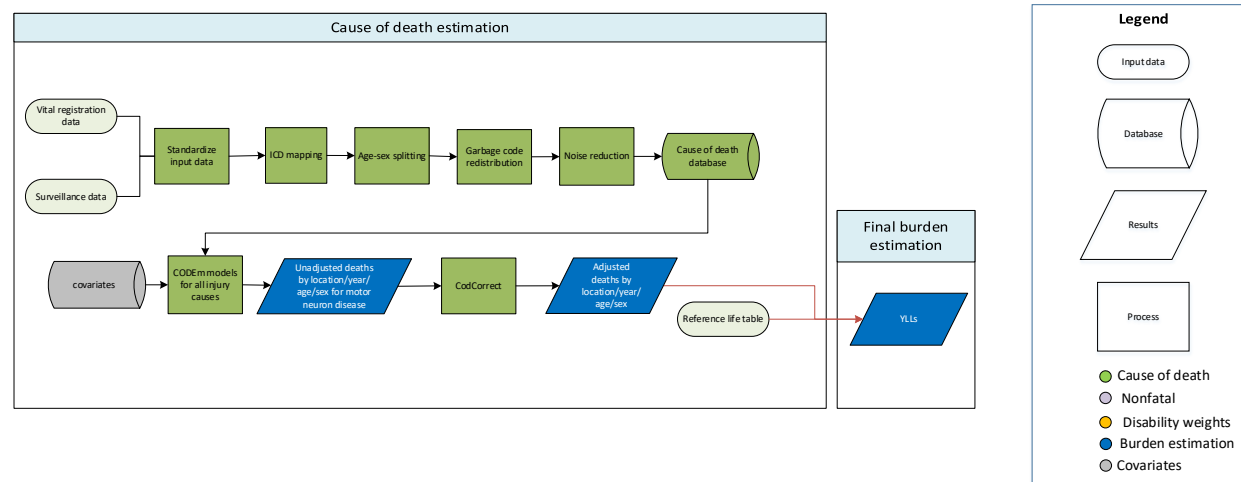 Cause of death estimation
Vital registration
data
Surveillance data
Standardize
input data
ICD mapping
Age-sex splitting
Garbage code
redistribution
Noise reduction
Cause of death
database
covariates
CODEm models
for all injury
causes
Unadjusted deaths
by location/year/
age/sex for motor
neuron disease
CodCorrect
Adjusted
deaths by
location/year/
age/sex
Reference life table
Final burden
estimation
YLLs
Legend
Input data
Database
Results
Process
Cause of death
Nonfatal
Disability weights
Burden estimation
Covariates